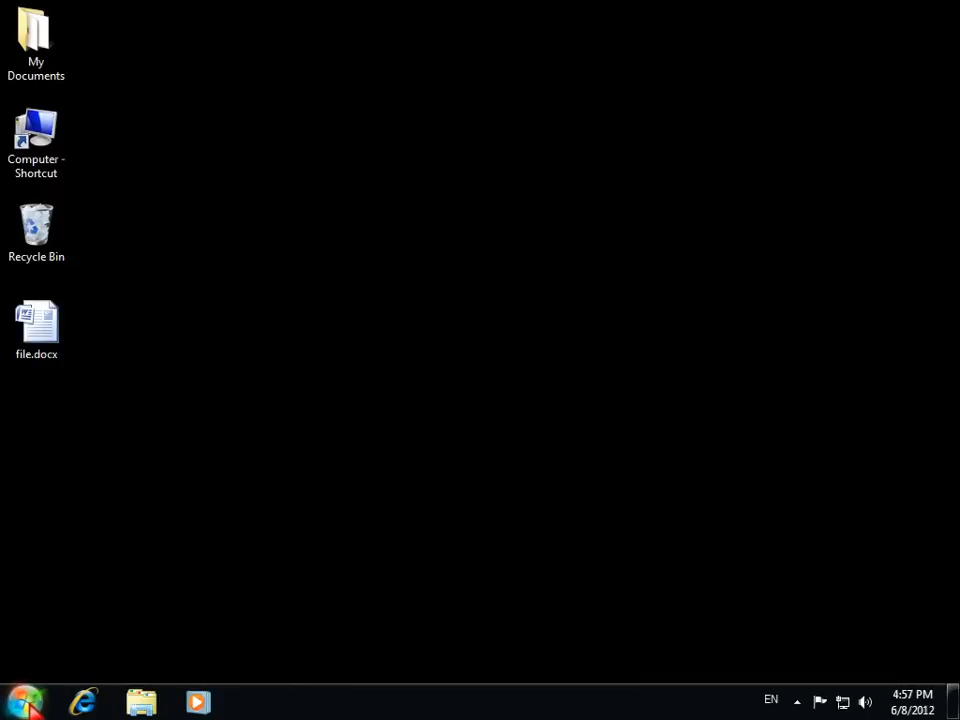 My
Documents
Computer -
Shortcut
Recycle Bin
file.docx
EN
4:57 PM
6/8/2012